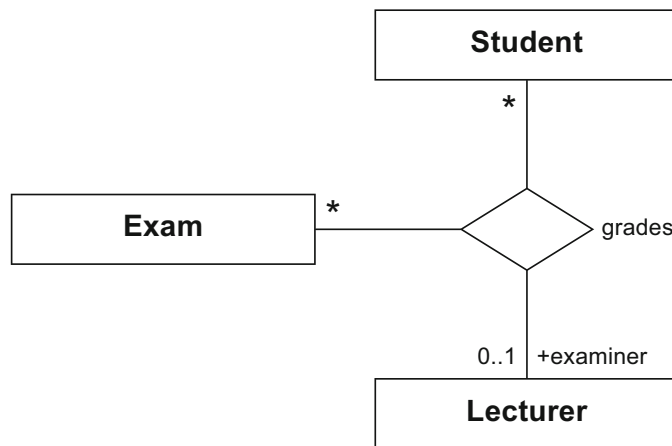 Student
*
Exam
*
grades
0..1 +examiner
Lecturer